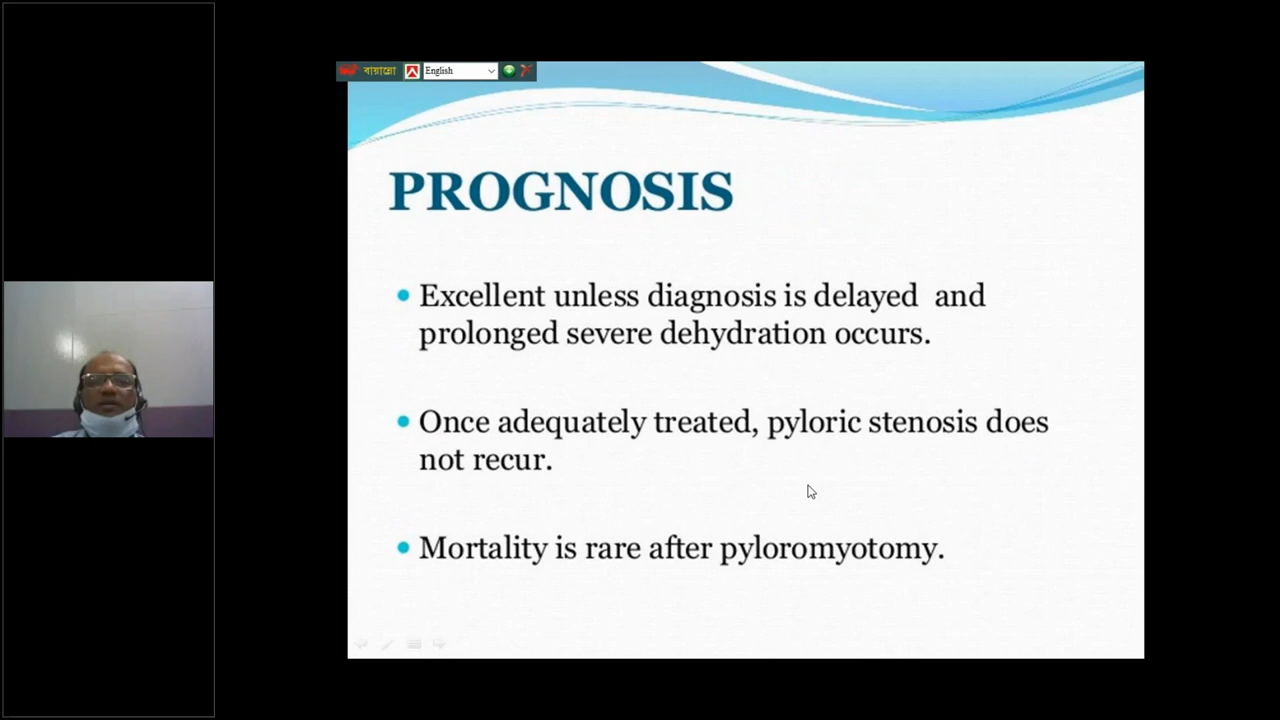 বায়ান্নো English
PROGNOSIS
• Excellent unless diagnosis is delayed and
prolonged severe dehydration occurs.
• Once adequately treated, pyloric stenosis does
not recur.
• Mortality is rare after pyloromyotomy.